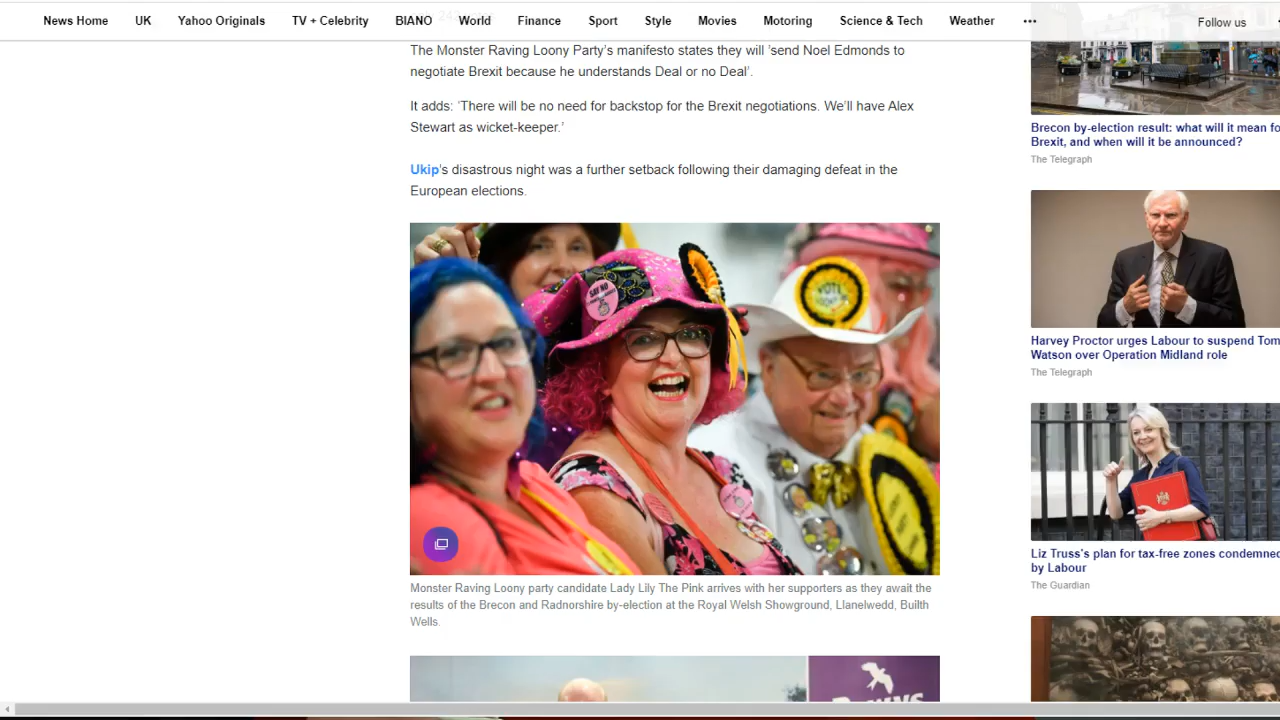 News Home UK Yahoo Originals TV + Celebrity BIANO World Finance Sport Style Movies Motoring Science & Tech Weather ••• Follow us
The Monster Raving Loony Party's manifesto states they will 'send Noel Edmonds to
negotiate Brexit because he understands Deal or no Deal'.
It adds: 'There will be no need for backstop for the Brexit negotiations. We'll have Alex
Stewart as wicket-keeper.'
Ukip's disastrous night was a further setback following their damaging defeat in the
European elections.
SAY NO
VOTE
Monster Raving Loony party candidate Lady Lily The Pink arrives with her supporters as they await the
results of the Brecon and Radnorshire by-election at the Royal Welsh Showground, Llanelwedd, Builth
Wells.
Brecon by-election result: what will it mean fo
Brexit, and when will it be announced?
The Telegraph
Harvey Proctor urges Labour to suspend Tom
Watson over Operation Midland role
The Telegraph
Liz Truss's plan for tax-free zones condemned
by Labour
The Guardian